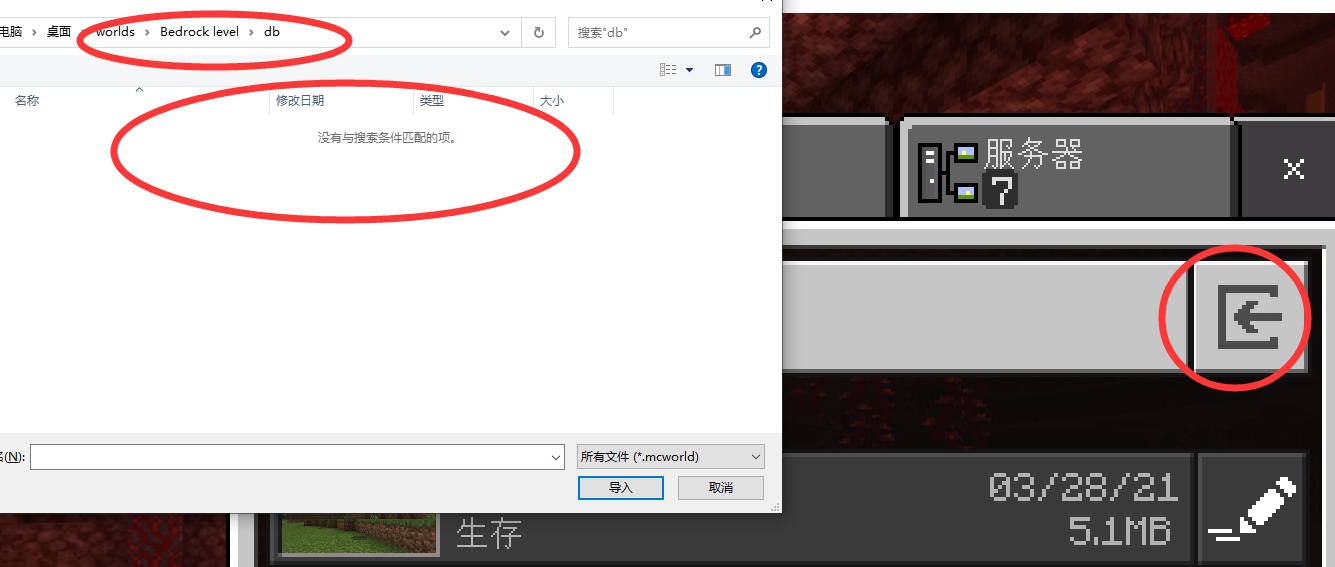 电脑 › 桌面 › worlds › Bedrock level › db
搜索"db"
名称 修改日期 类型 大小
没有与搜索条件匹配的项。
服务器
7
名(N):
所有文件 (*.mcworld)
导入 取消
03/28/21
生存 5.1MB